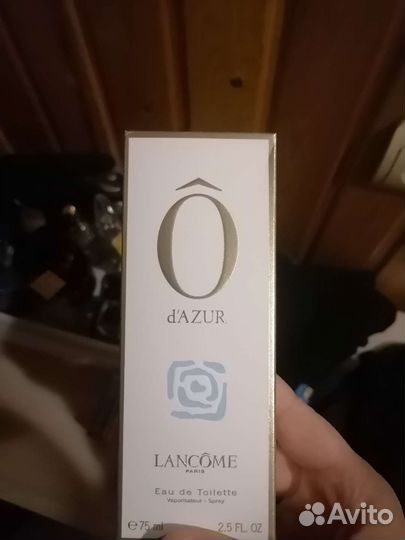 Ô
d'AZUR
LANCÔME
PARIS
Eau de Toilette
Vaporisateur - Spray
e 75 ml 2.5 FL. OZ
Avito